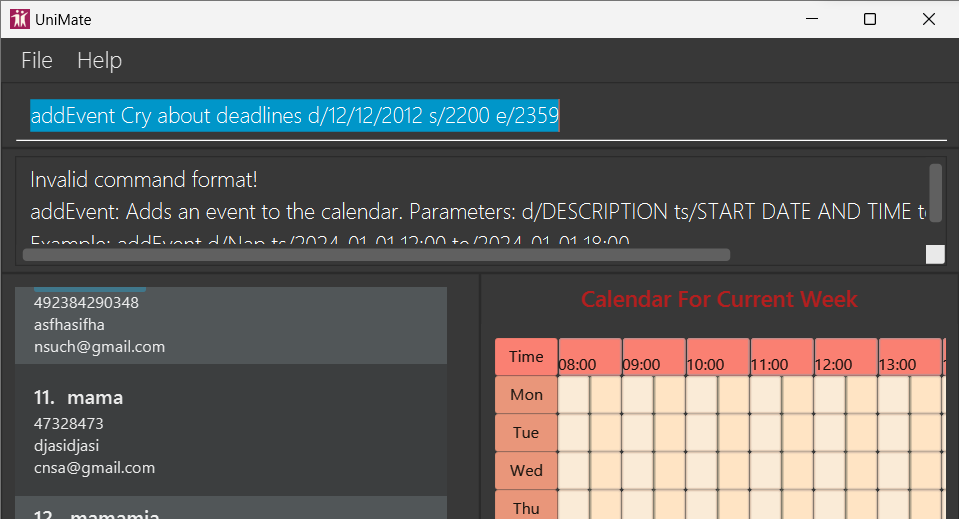 UniMate
File Help
addEvent Cry about deadlines d/12/12/2012 s/2200 e/2359
Invalid command format!
addEvent: Adds an event to the calendar. Parameters: d/DESCRIPTION ts/START DATE AND TIME t
Example: addEvent d/Nap ts/2024-01-01 12:00 te/2024-01-01 18:00
492384290348
asfhasifha
nsuch@gmail.com
11. mama
47328473
djasidjasi
cnsa@gmail.com
12. mamamia
Calendar For Current Week
Time 08:00 09:00 10:00 11:00 12:00 13:00
Mon
Tue
Wed
Thu